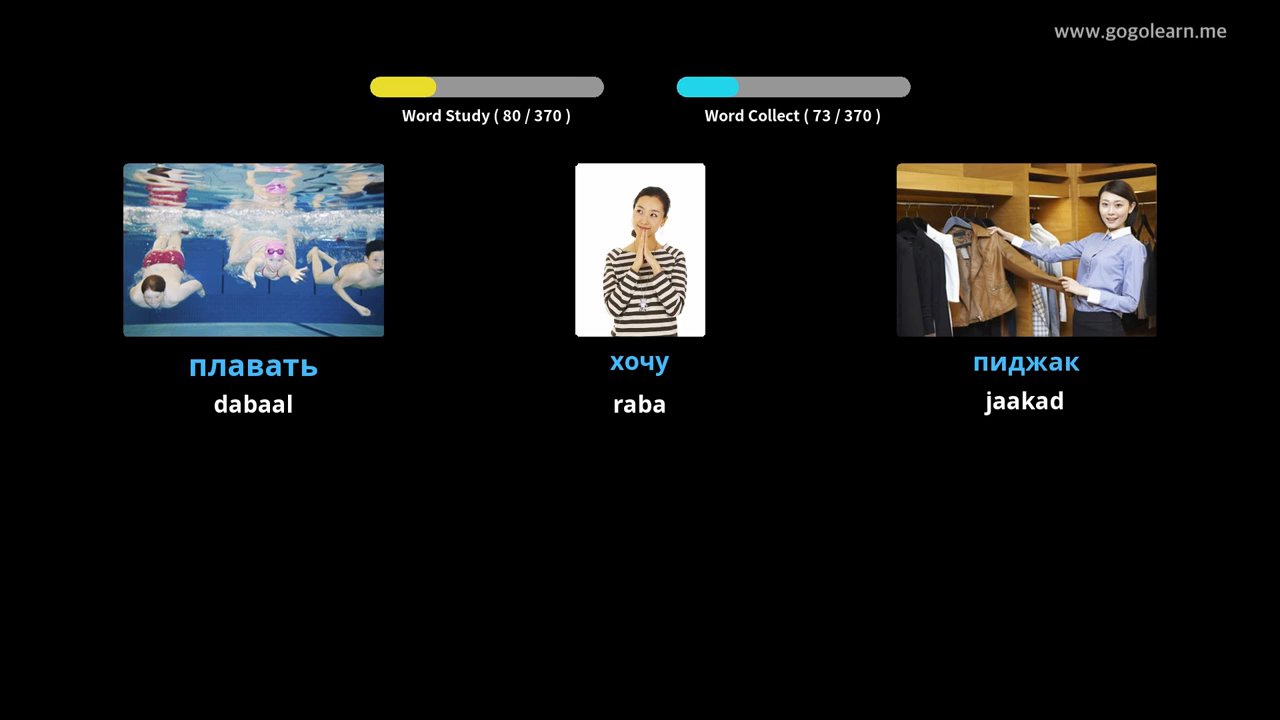 www.gogolearn.me
Word Study ( 80 / 370 )
Word Collect ( 73 / 370 )
плавать
dabaal
хочу
raba
пиджак
jaakad